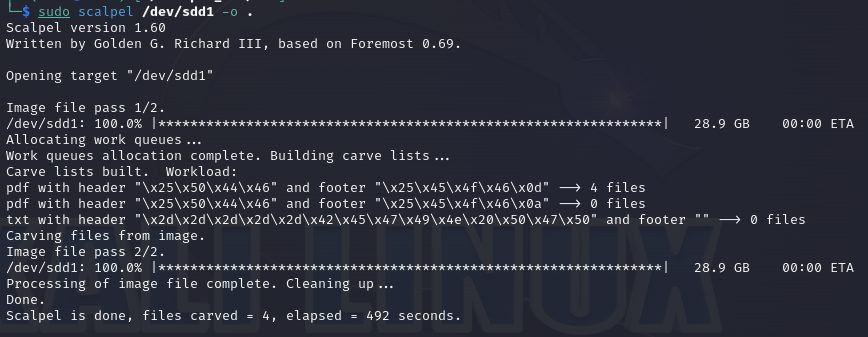 └─$ sudo scalpel /dev/sdd1 -o .
Scalpel version 1.60
Written by Golden G. Richard III, based on Foremost 0.69.
Opening target "/dev/sdd1"
Image file pass 1/2.
/dev/sdd1: 100.0% |***************************************************************|   28.9 GB    00:00 ETA
Allocating work queues...
Work queues allocation complete. Building carve lists...
Carve lists built.  Workload:
pdf with header "\x25\x50\x44\x46" and footer "\x25\x45\x4f\x46\x0d" --> 4 files
pdf with header "\x25\x50\x44\x46" and footer "\x25\x45\x4f\x46\x0a" --> 0 files
txt with header "\x2d\x2d\x2d\x2d\x2d\x42\x45\x47\x49\x4e\x20\x50\x47\x50" and footer "" --> 0 files
Carving files from image.
Image file pass 2/2.
/dev/sdd1: 100.0% |***************************************************************|   28.9 GB    00:00 ETA
Processing of image file complete. Cleaning up...
Done.
Scalpel is done, files carved = 4, elapsed = 492 seconds.